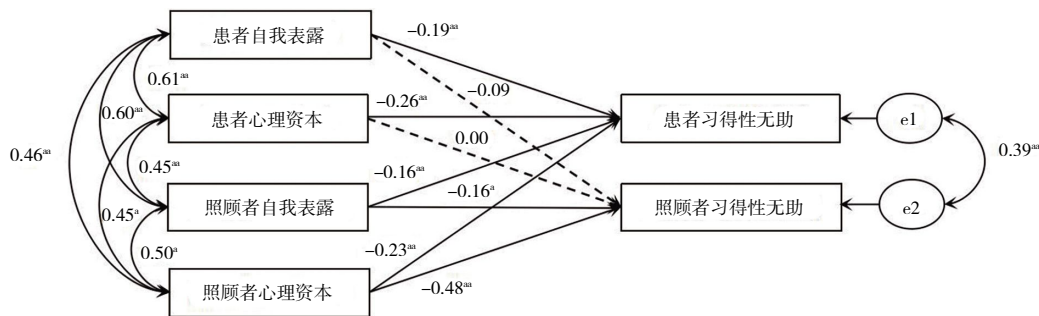 患者自我表露
-0.19ᵃᵃ
0.61ᵃᵃ
-0.09
0.60ᵃᵃ
患者心理资本
-0.26ᵃᵃ
患者习得性无助
e1
0.00
0.46ᵃᵃ
0.45ᵃᵃ
-0.16ᵃᵃ
0.39ᵃᵃ
照顾者自我表露
-0.16ᵃ
照顾者习得性无助
e2
0.45ᵃ
0.50ᵃ
-0.23ᵃᵃ
照顾者心理资本
-0.48ᵃᵃ